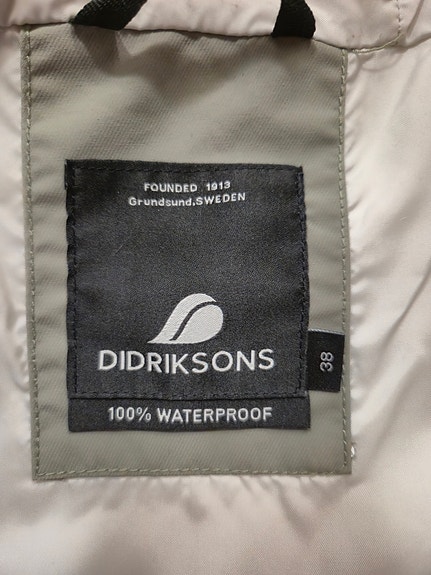 FOUNDED 1913
Grundsund.SWEDEN
DIDRIKSONS
38
100% WATERPROOF